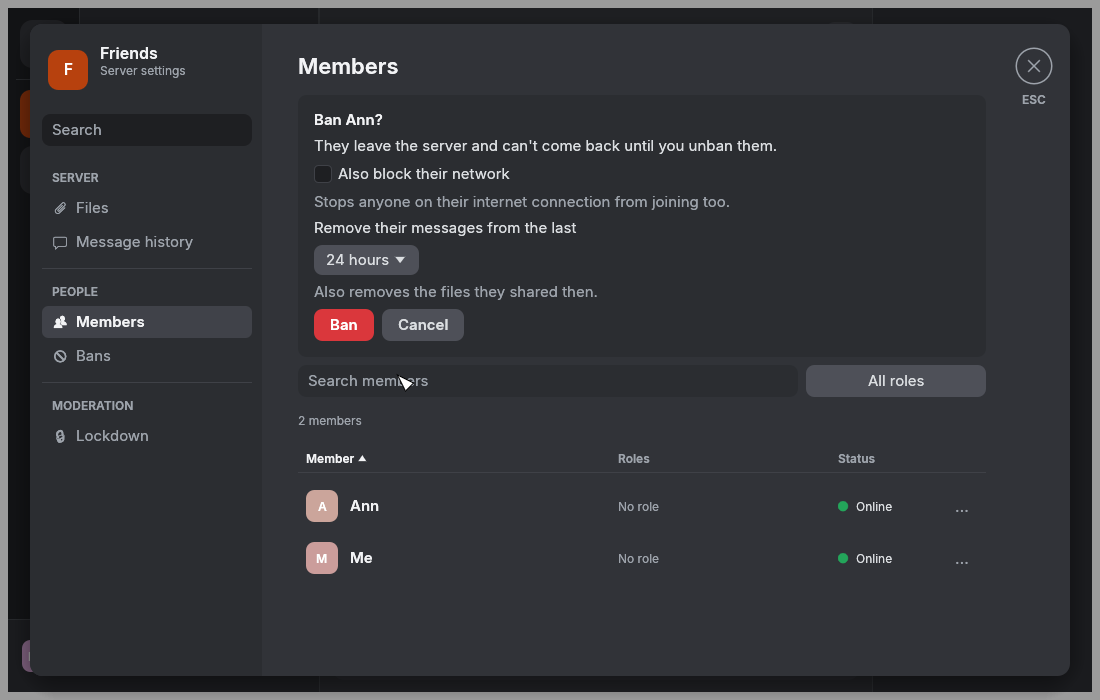 F
Friends
Server settings
Search
SERVER
Files
Message history
PEOPLE
Members
Bans
MODERATION
Lockdown
Members
ESC
Ban Ann?
They leave the server and can't come back until you unban them.
Also block their network
Stops anyone on their internet connection from joining too.
Remove their messages from the last
24 hours
Also removes the files they shared then.
Ban Cancel
Search members All roles
2 members
Member Roles Status
A Ann No role Online ...
M Me No role Online ...